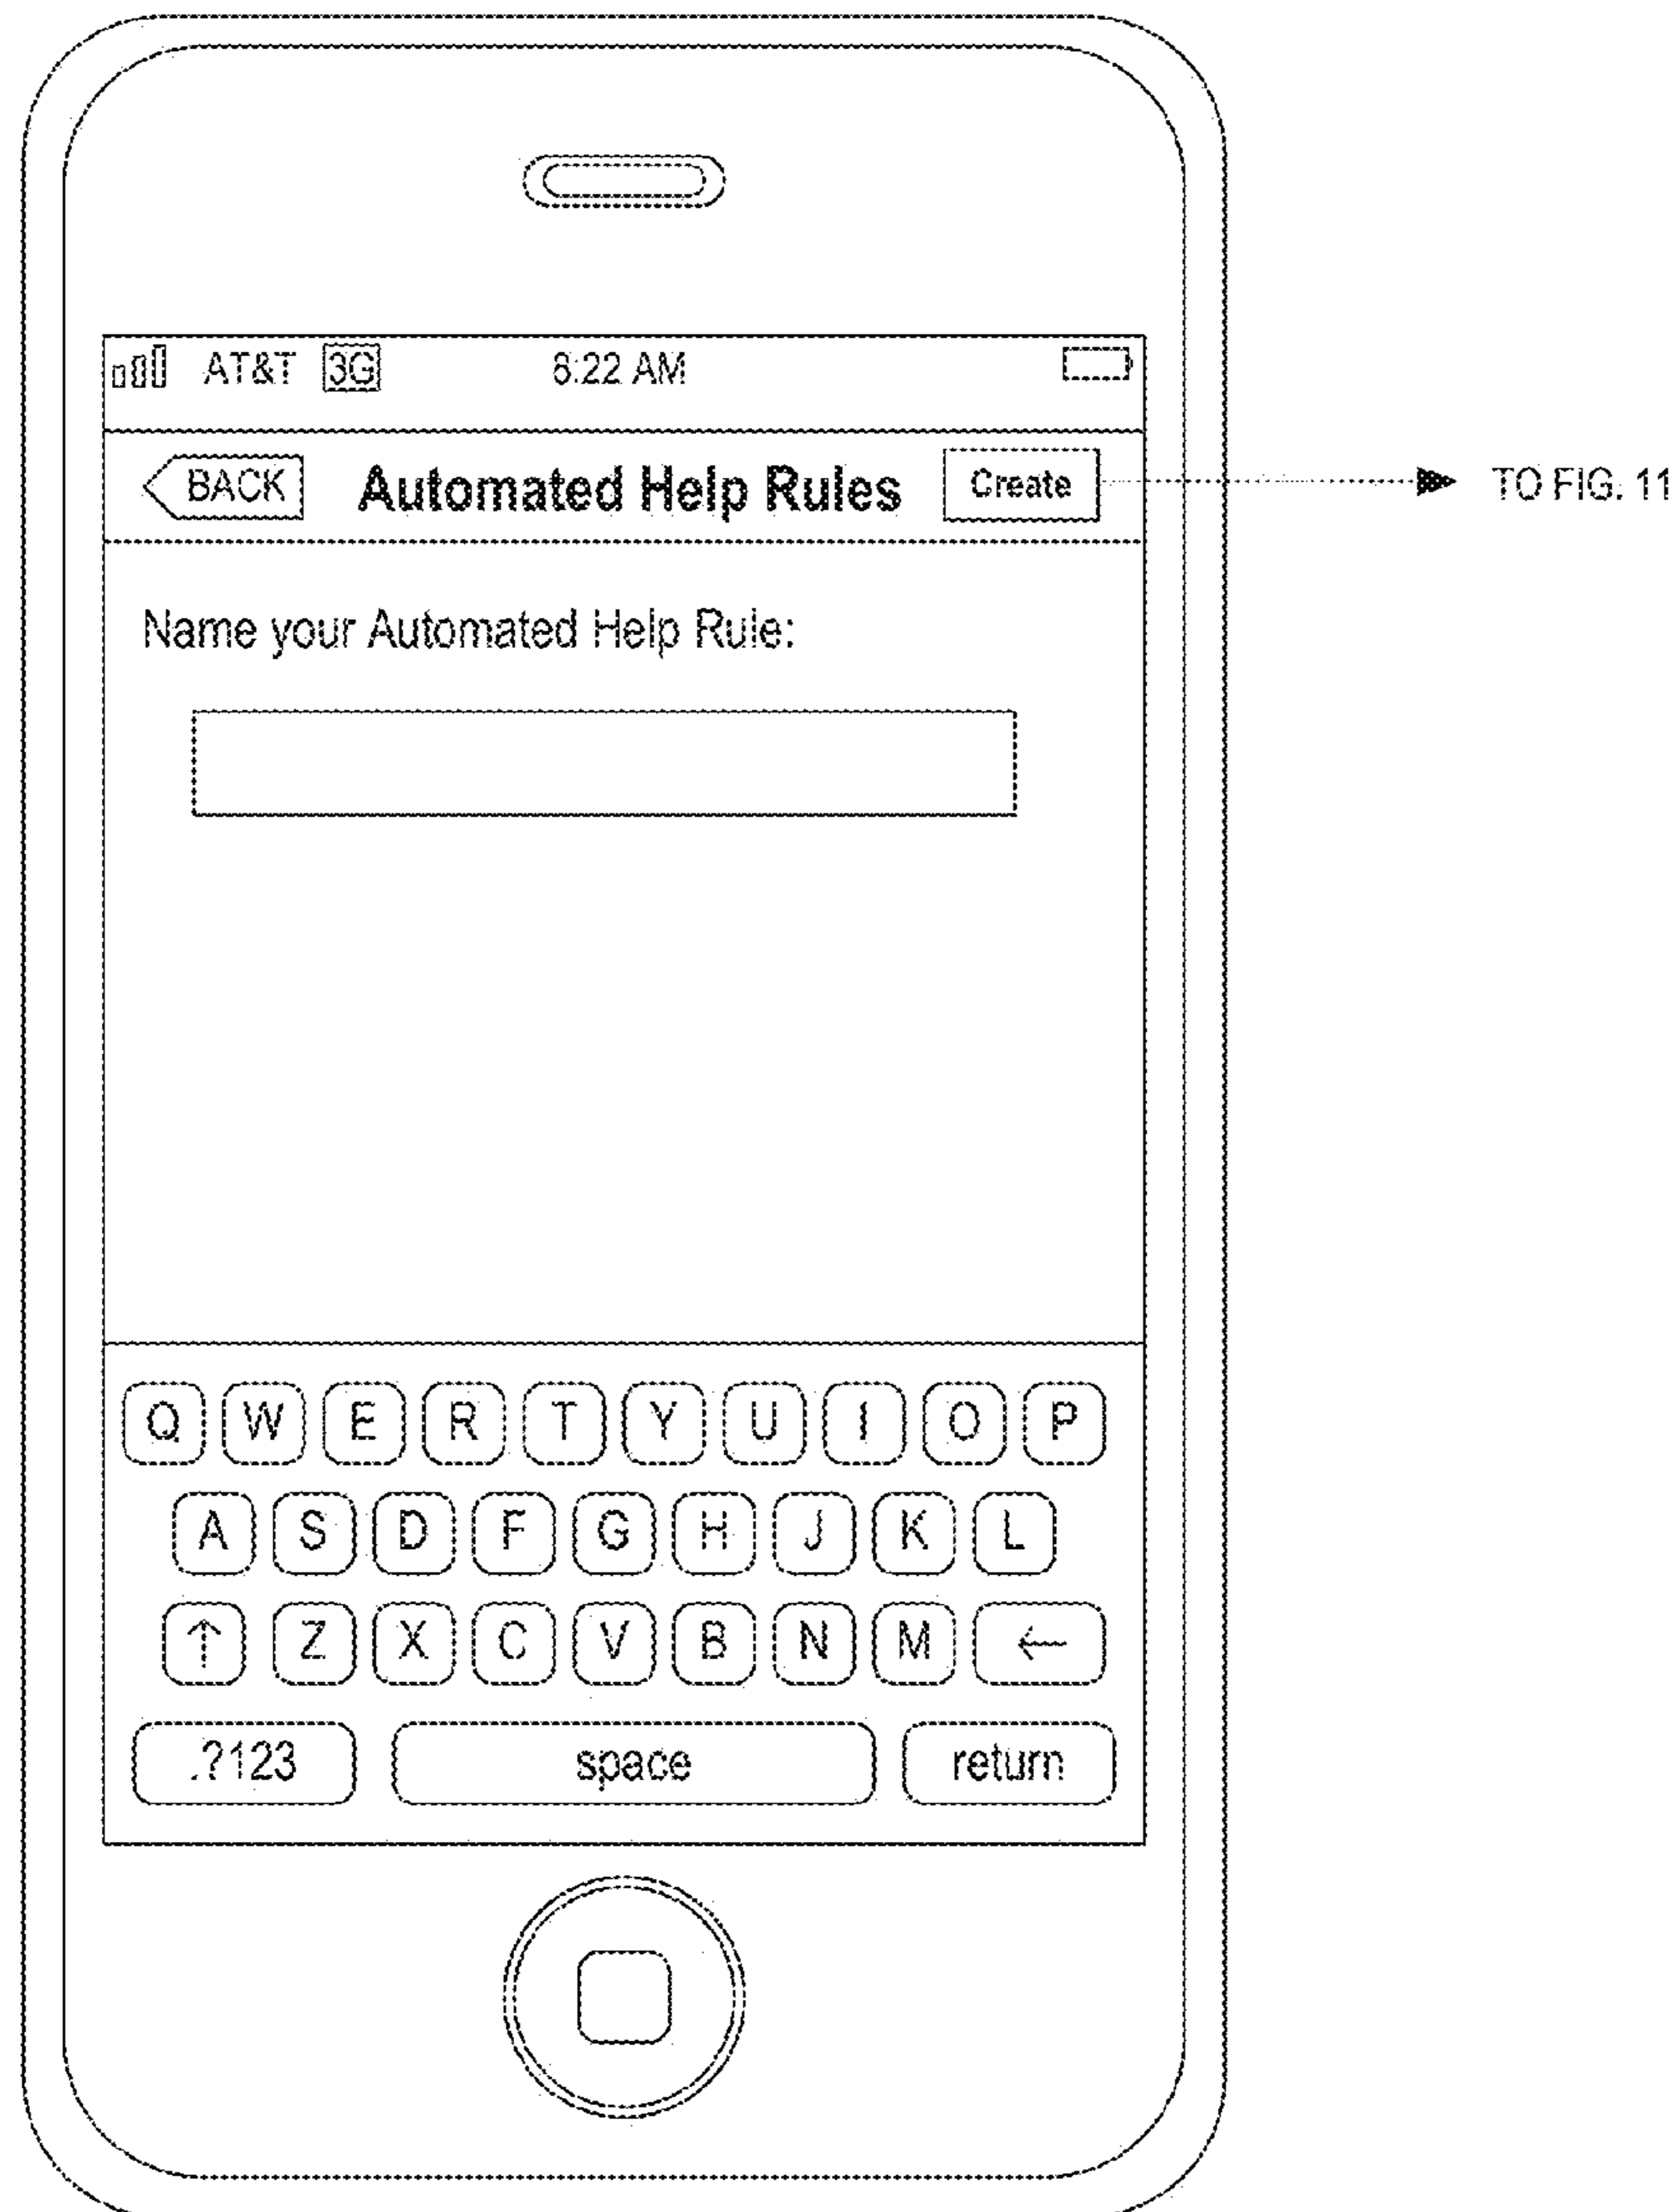 AT&T 3G 8:22 AM
BACK Automated Help Rules Create TO FIG. 11
Name your Automated Help Rule:
Q W E R T Y U I O P
A S D F G H J K L
↑ Z X C V B N M ←
.?123 space return